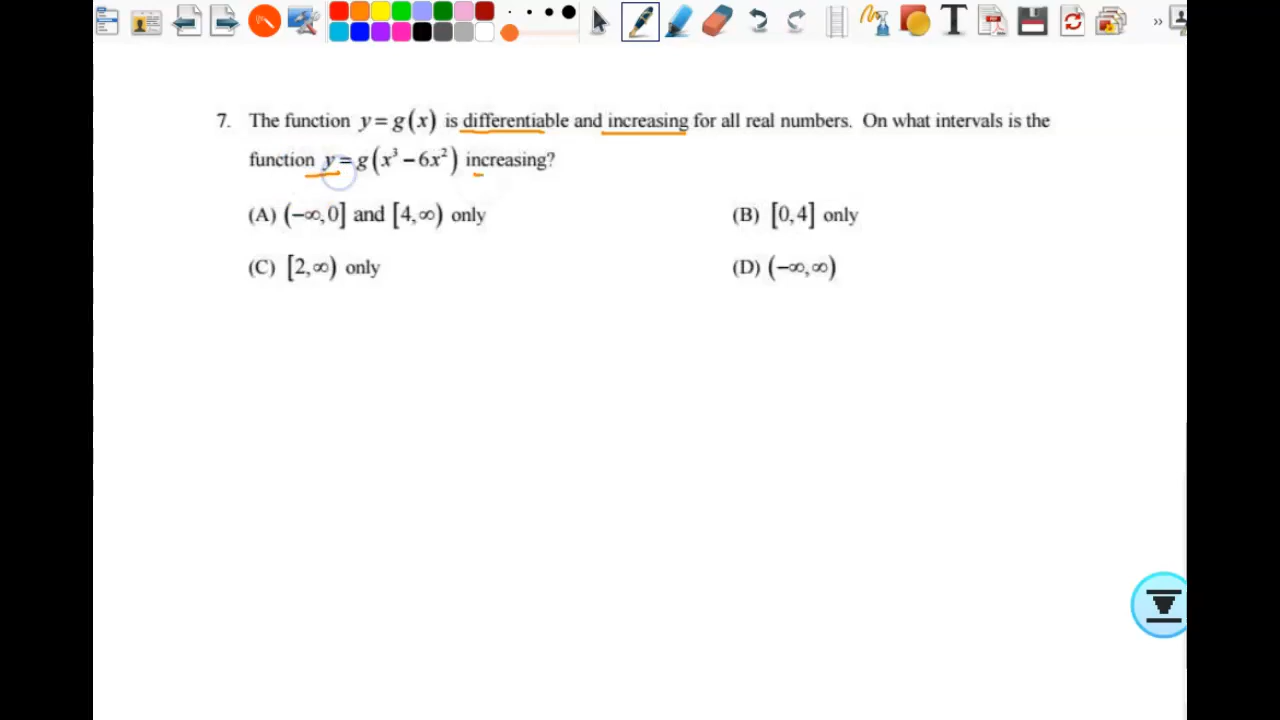 T
»
7. The function y = g(x) is differentiable and increasing for all real numbers. On what intervals is the
function y = g(x³ − 6x²) increasing?
(A) (−∞, 0] and [4, ∞) only (B) [0, 4] only
(C) [2, ∞) only (D) (−∞, ∞)